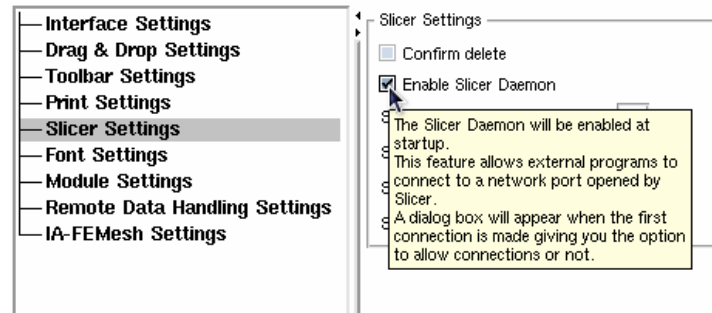 Interface Settings
Drag & Drop Settings
Toolbar Settings
Print Settings
Slicer Settings
Font Settings
Module Settings
Remote Data Handling Settings
IA-FEMesh Settings
Slicer Settings
Confirm delete
Enable Slicer Daemon
The Slicer Daemon will be enabled at
startup.
This feature allows external programs to
connect to a network port opened by
Slicer.
A dialog box will appear when the first
connection is made giving you the option
to allow connections or not.